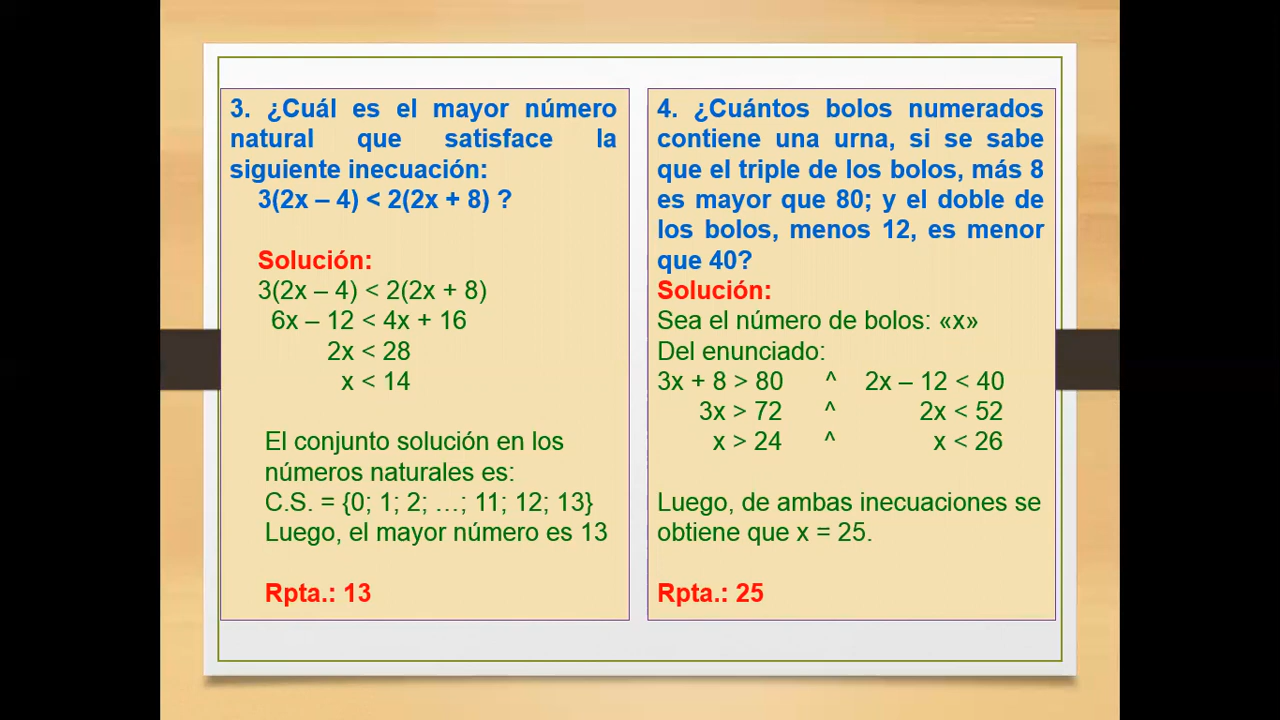 3. ¿Cuál es el mayor número
natural que satisface la
siguiente inecuación:
3(2x – 4) < 2(2x + 8) ?
Solución:
3(2x – 4) < 2(2x + 8)
6x – 12 < 4x + 16
2x < 28
x < 14
El conjunto solución en los
números naturales es:
C.S. = {0; 1; 2; …; 11; 12; 13}
Luego, el mayor número es 13
Rpta.: 13
4. ¿Cuántos bolos numerados
contiene una urna, si se sabe
que el triple de los bolos, más 8
es mayor que 80; y el doble de
los bolos, menos 12, es menor
que 40?
Solución:
Sea el número de bolos: «x»
Del enunciado:
3x + 8 > 80 ^ 2x – 12 < 40
3x > 72 ^ 2x < 52
x > 24 ^ x < 26
Luego, de ambas inecuaciones se
obtiene que x = 25.
Rpta.: 25